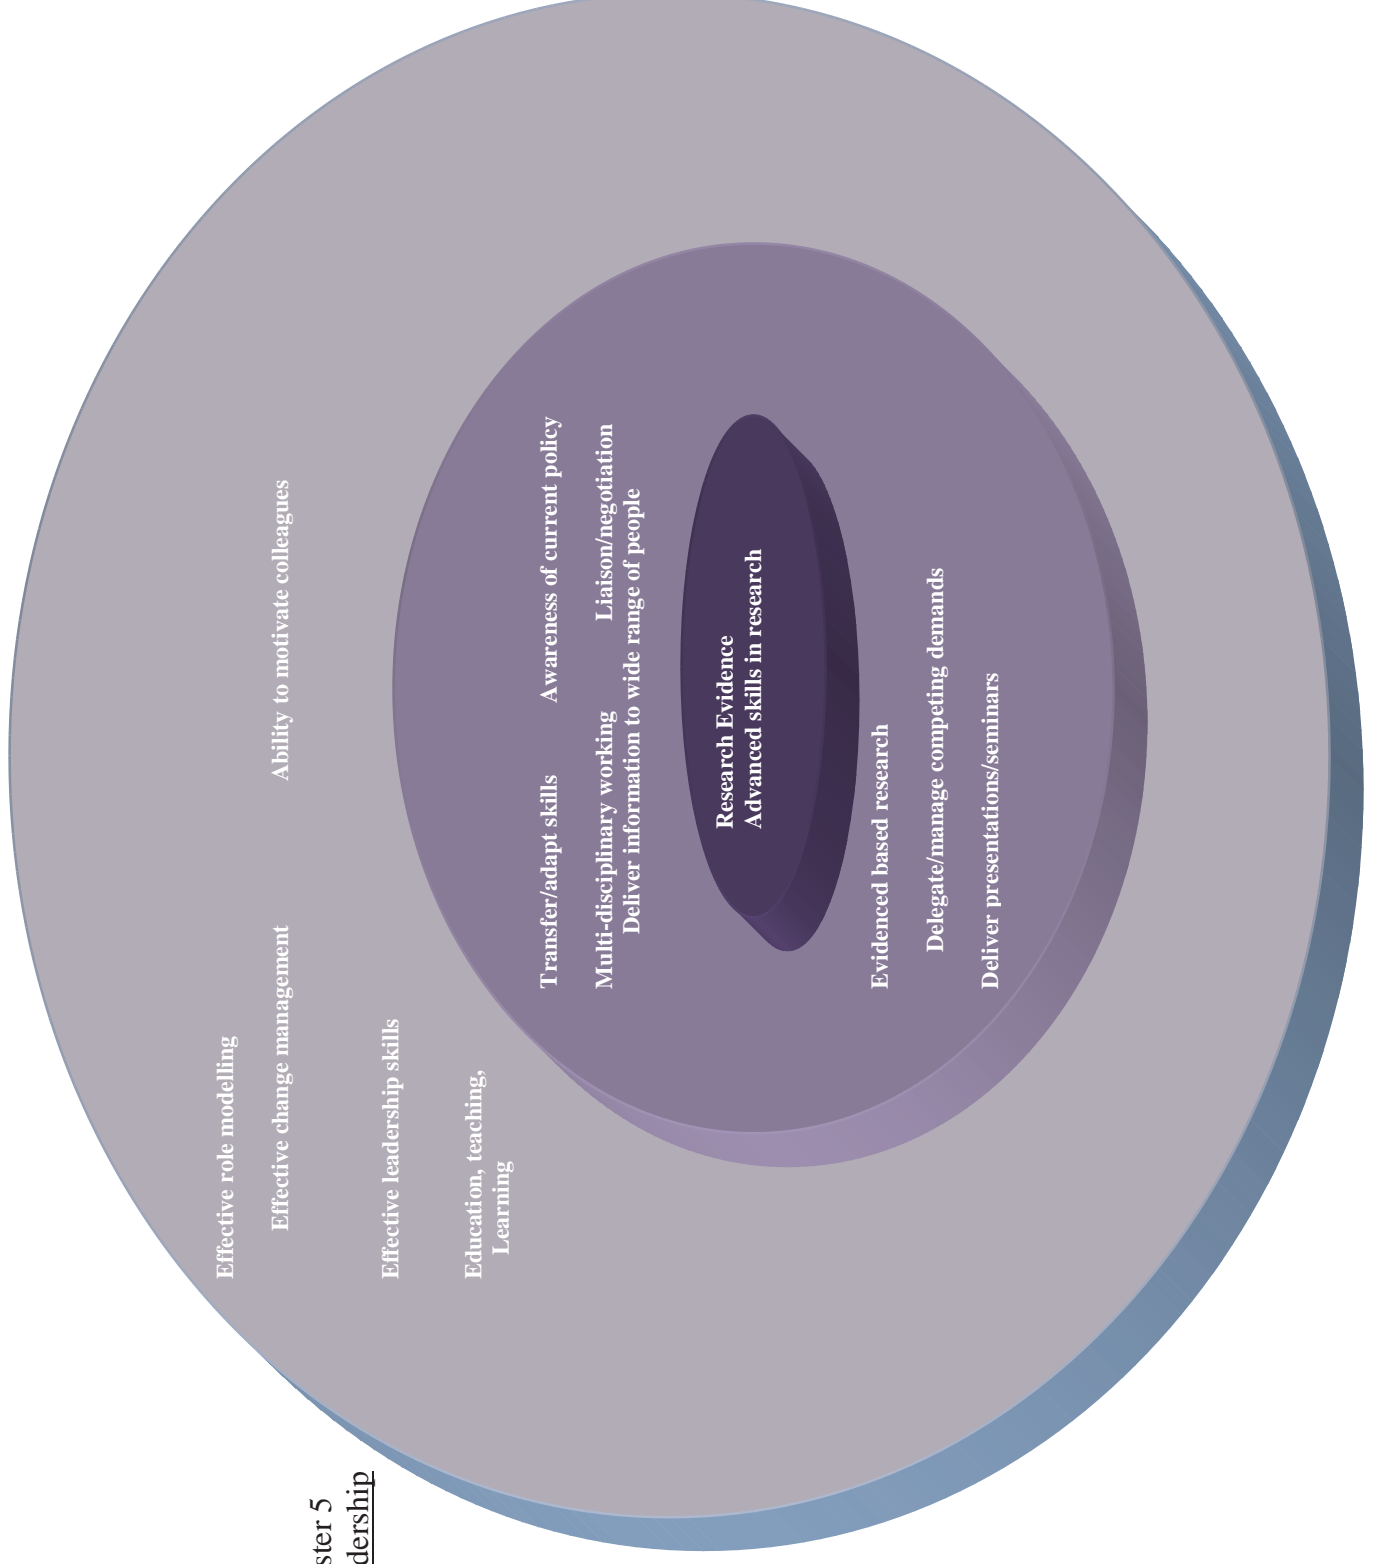 ster 5
dership
Effective role modelling
Effective change management Ability to motivate colleagues
Effective leadership skills
Education, teaching,
Learning
Transfer/adapt skills Awareness of current policy
Multi-disciplinary working Liaison/negotiation
Deliver information to wide range of people
Research Evidence
Advanced skills in research
Evidenced based research
Delegate/manage competing demands
Deliver presentations/seminars